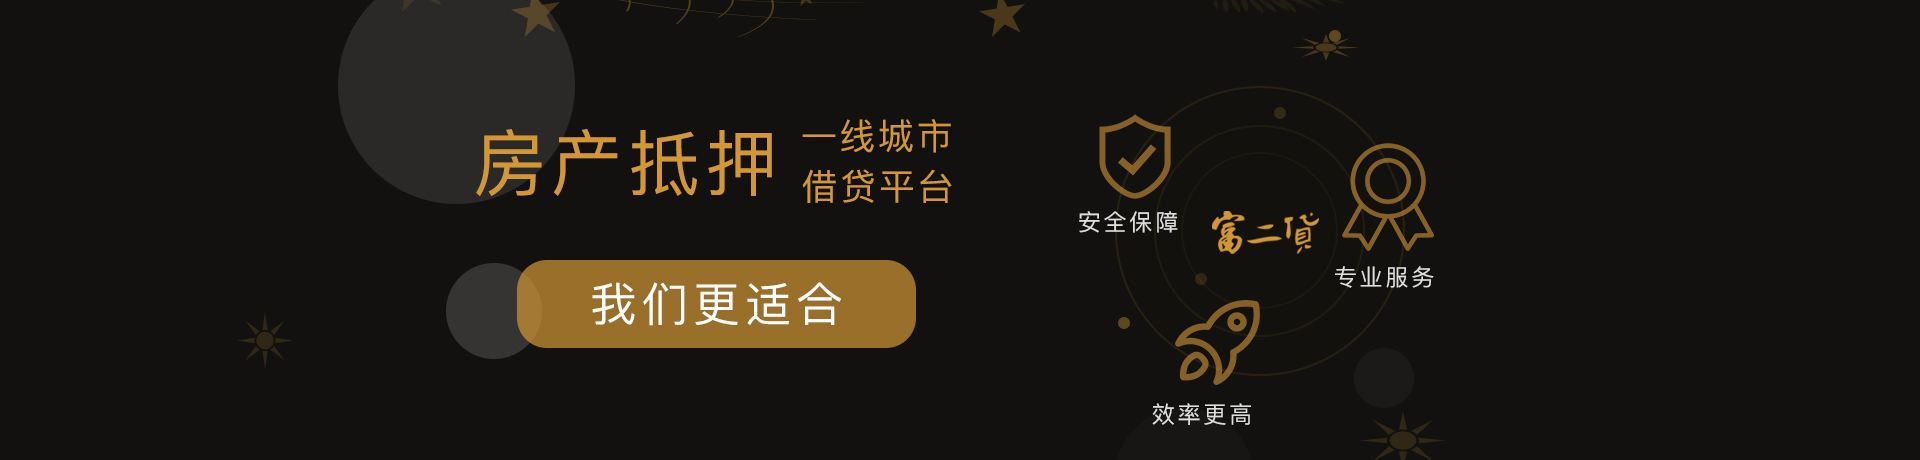 房产抵押
一线城市
借贷平台
我们更适合
安全保障
富二貸
专业服务
效率更高